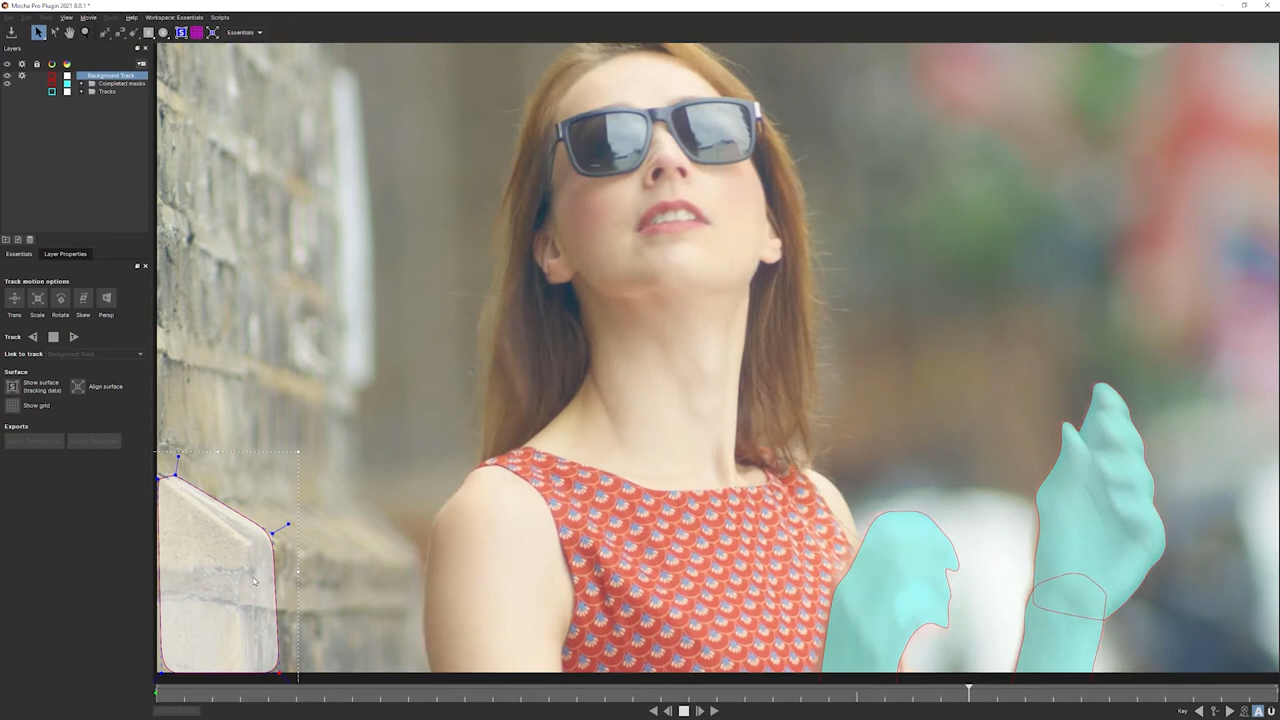 Mocha Pro Plugin 2021 8.0.1 *
View Movie Help Workspace: Essentials Scripts
Essentials
Layers
Background Track
Completed masks
Tracks
Essentials Layer Properties
Track motion options
Trans Scale Rotate Skew Persp
Track
Link to track Background Track
Surface
Show surface (tracking data) Align surface
Show grid
Exports
Key